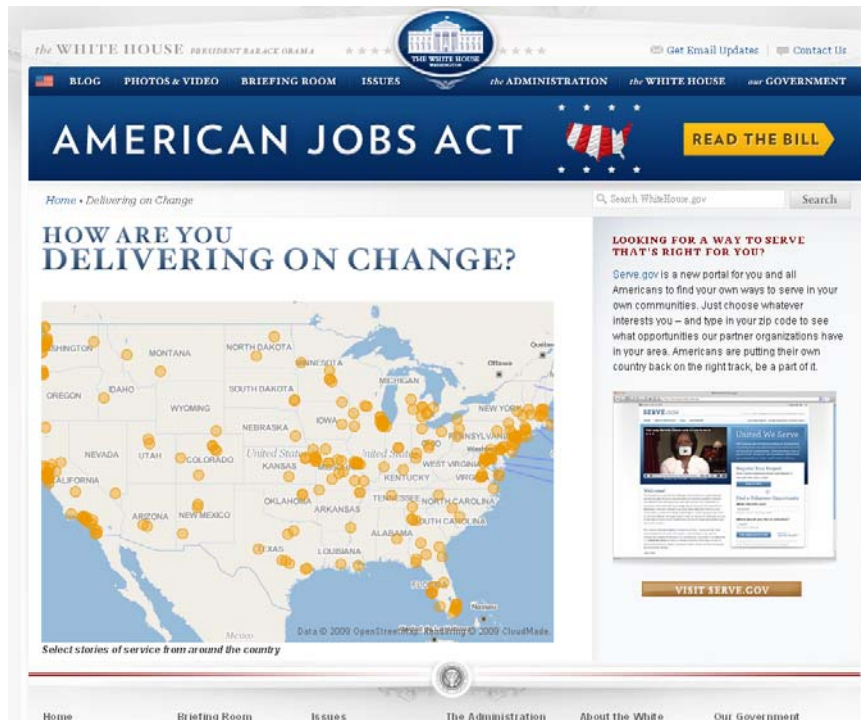 the WHITE HOUSE PRESIDENT BARACK OBAMA
THE WHITE HOUSE
WASHINGTON
Get Email Updates
Contact Us
BLOG PHOTOS & VIDEO BRIEFING ROOM ISSUES the ADMINISTRATION the WHITE HOUSE our GOVERNMENT
AMERICAN JOBS ACT
READ THE BILL
Home • Delivering on Change
Search WhiteHouse.gov
Search
HOW ARE YOU
DELIVERING ON CHANGE?
LOOKING FOR A WAY TO SERVE
THAT'S RIGHT FOR YOU?
Serve.gov is a new portal for you and all
Americans to find your own ways to serve in your
own communities. Just choose whatever
interests you – and type in your zip code to see
what opportunities our partner organizations have
in your area. Americans are putting their own
country back on the right track, be a part of it.
MONTANA
NORTH DAKOTA
MINNESOTA
Ottawa
MICHIGAN
OREGON
IDAHO
SOUTH DAKOTA
WYOMING
NEW YORK
IOWA
NEBRASKA
OHIO
NEVADA
UTAH
COLORADO
United States
KANSAS
WEST VIRGINIA
KENTUCKY
OKLAHOMA
TENNESSEE
NORTH CAROLINA
ARIZONA
NEW MEXICO
ARKANSAS
SOUTH CAROLINA
ALABAMA
TEXAS
LOUISIANA
Nassau
Mexico
Data © 2009 OpenStreetMap Rendering © 2009 CloudMade
SERVE.GOV
United We Serve
VISIT SERVE.GOV
Select stories of service from around the country
Home Briefing Room Issues The Administration About the White Our Government